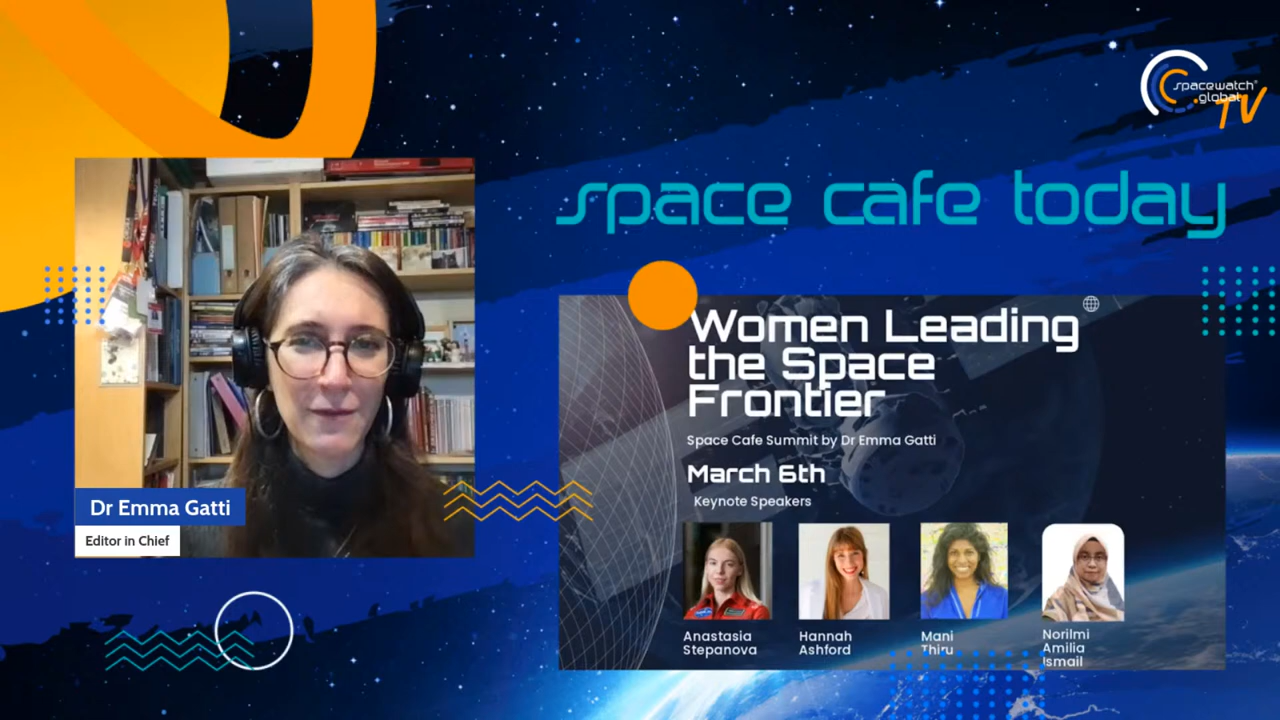 spacewatch
global
TV
space cafe today
Women Leading
the Space
Frontier
Space Cafe Summit by Dr Emma Gatti
March 6th
Keynote Speakers
Anastasia
Stepanova
Hannah
Ashford
Mani
Thiru
Norilmi
Amilia
Ismail
Dr Emma Gatti
Editor in Chief